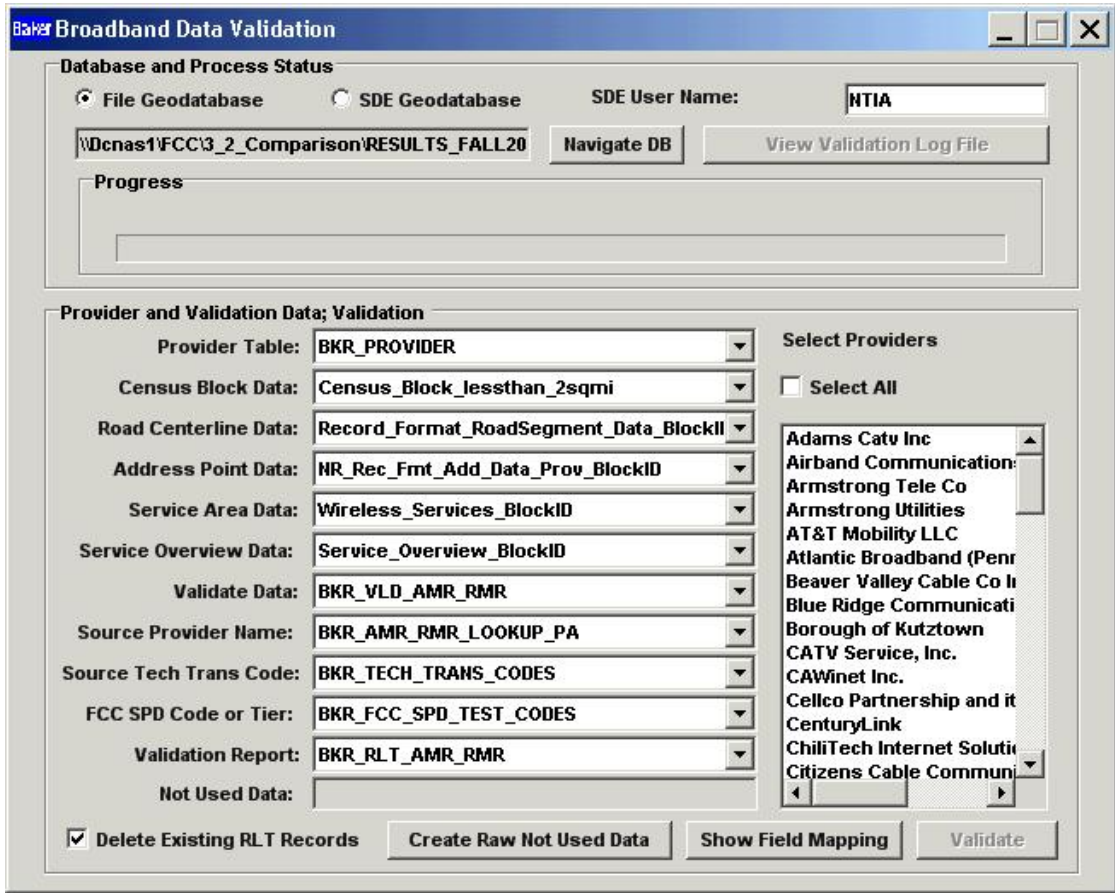 Baker Broadband Data Validation
Database and Process Status
File Geodatabase SDE Geodatabase SDE User Name: NTIA
\\Dcnas1\FCC\3_2_Comparison\RESULTS_FALL20 Navigate DB View Validation Log File
Progress
Provider and Validation Data; Validation
Provider Table: BKR_PROVIDER
Census Block Data: Census_Block_lessthan_2sqmi
Road Centerline Data: Record_Format_RoadSegment_Data_BlockI
Address Point Data: NR_Rec_Fmt_Add_Data_Prov_BlockID
Service Area Data: Wireless_Services_BlockID
Service Overview Data: Service_Overview_BlockID
Validate Data: BKR_VLD_AMR_RMR
Source Provider Name: BKR_AMR_RMR_LOOKUP_PA
Source Tech Trans Code: BKR_TECH_TRANS_CODES
FCC SPD Code or Tier: BKR_FCC_SPD_TEST_CODES
Validation Report: BKR_RLT_AMR_RMR
Not Used Data:
Select Providers
Select All
Adams Catv Inc
Airband Communications
Armstrong Tele Co
Armstrong Utilities
AT&T Mobility LLC
Atlantic Broadband (Penr
Beaver Valley Cable Co I
Blue Ridge Communicati
Borough of Kutztown
CATV Service, Inc.
CAWinet Inc.
Cellco Partnership and it
CenturyLink
ChiliTech Internet Soluti
Citizens Cable Communi
Delete Existing RLT Records Create Raw Not Used Data Show Field Mapping Validate